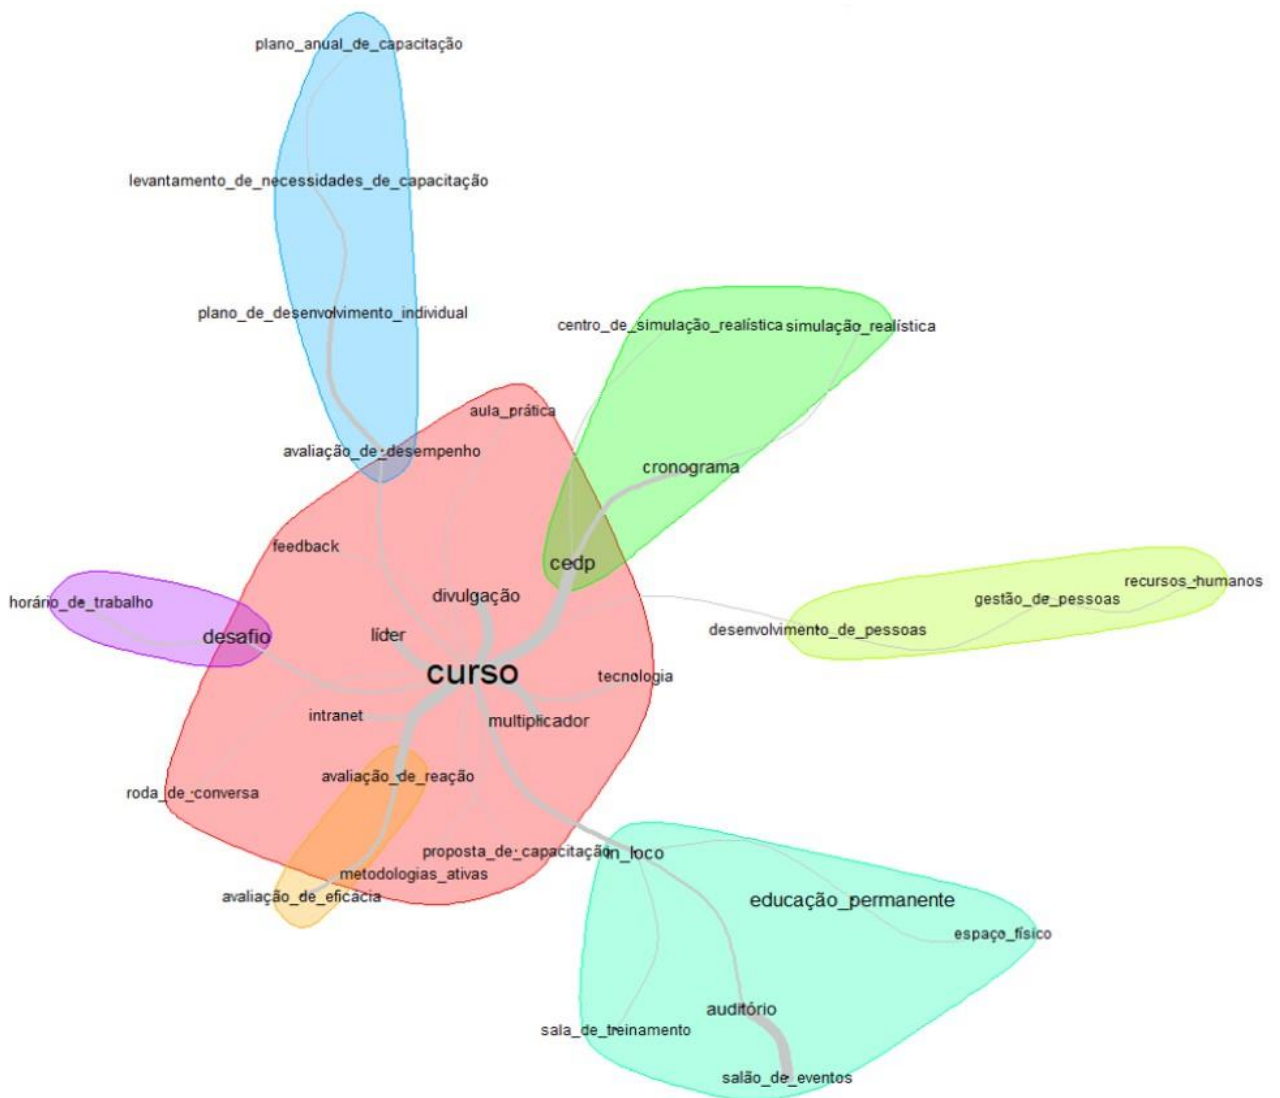 plano_anual_de_capacitação
levantamento_de_necessidades_de_capacitação
plano_de_desenvolvimento_individual
centro_de_simulação_realística
simulação_realística
aula_prática
avaliação_de_desempenho
cronograma
feedback
cedp
recursos_humanos
divulgação
gestão_de_pessoas
horário_de_trabalho
desenvolvimento_de_pessoas
desafio
líder
curso
tecnologia
intranet
multiplicador
avaliação_de_reação
roda_de_conversa
proposta_de_capacitação
in_loco
metodologias_ativas
avaliação_de_eficácia
educação_permanente
espaço_físico
auditório
sala_de_treinamento
salão_de_eventos